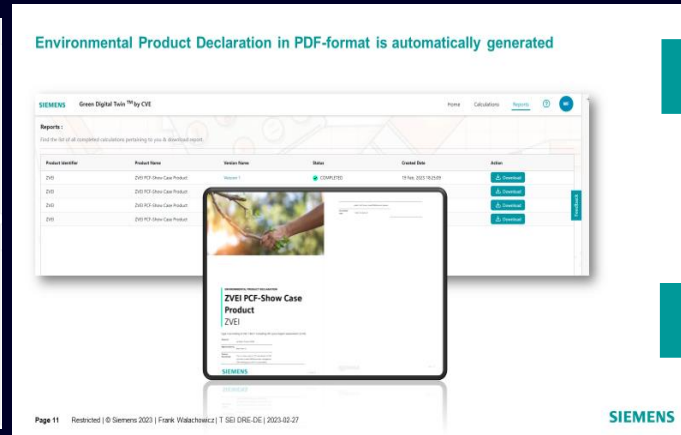 Environmental Product Declaration in PDF-format is automatically generated
SIEMENS Green Digital Twin ™ by CVE Home Calculations Reports
Reports :
Find the list of all completed calculations pertaining to you & download report
Product Identifier Product Name Version Name Status Created Date Action
ZVEI ZVEI PCF-Show Case Product Version 1 COMPLETED Download
ZVEI ZVEI PCF-Show Case Product Download
ZVEI ZVEI PCF-Show Case Product Download
ZVEI ZVEI PCF-Show Case Product Download
Feedback
ENVIRONMENTAL PRODUCT DECLARATION
ZVEI PCF-Show Case
Product
ZVEI
SIEMENS
Page 11 Restricted | © Siemens 2023 | Frank Walachowicz | T SEI DRE-DE | 2023-02-27
SIEMENS